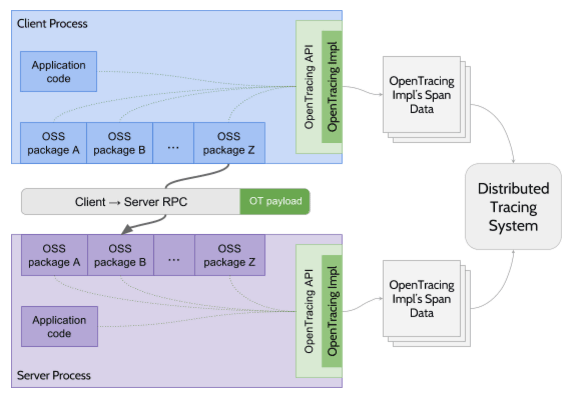 Client Process
Application
code
OSS
package A
OSS
package B
...
OSS
package Z
OpenTracing API
OpenTracing Impl
OpenTracing
Impl's Span
Data
Client → Server RPC
OT payload
Distributed
Tracing
System
OSS
package A
OSS
package B
...
OSS
package Z
OpenTracing API
OpenTracing Impl
OpenTracing
Impl's Span
Data
Application
code
Server Process